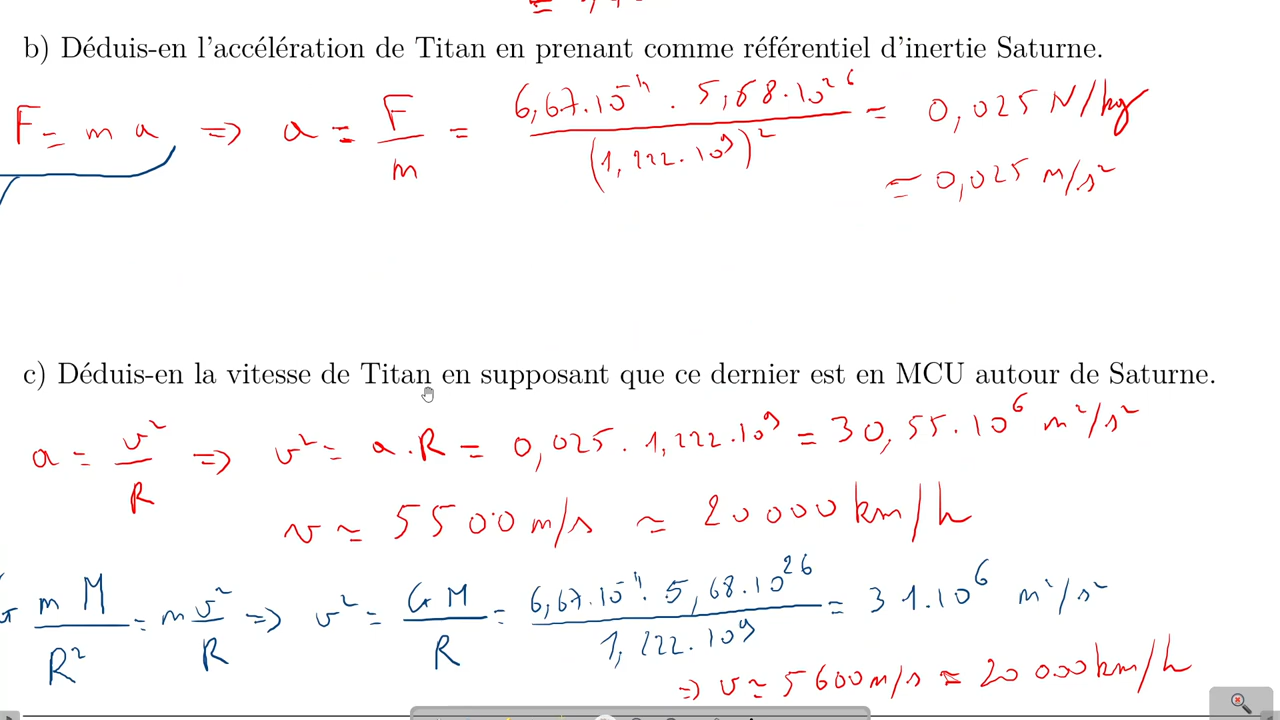 b) Déduis-en l'accélération de Titan en prenant comme référentiel d'inertie Saturne.
F = m a => a = F/m = 6,67.10⁻¹¹ . 5,68.10²⁶ / (1,222.10⁹)² = 0,025 N/kg
≈ 0,025 m/s²
c) Déduis-en la vitesse de Titan en supposant que ce dernier est en MCU autour de Saturne.
a = v²/R => v² = a.R = 0,025 . 1,222.10⁹ = 30,55.10⁶ m²/s²
v ≃ 5500 m/s ≃ 20000 km/h
G m M/R² = m v²/R => v² = GM/R = 6,67.10⁻¹¹ . 5,68.10²⁶ / 1,222.10⁹ = 31.10⁶ m²/s²
=> v ≃ 5600 m/s ≃ 20 000 km/h